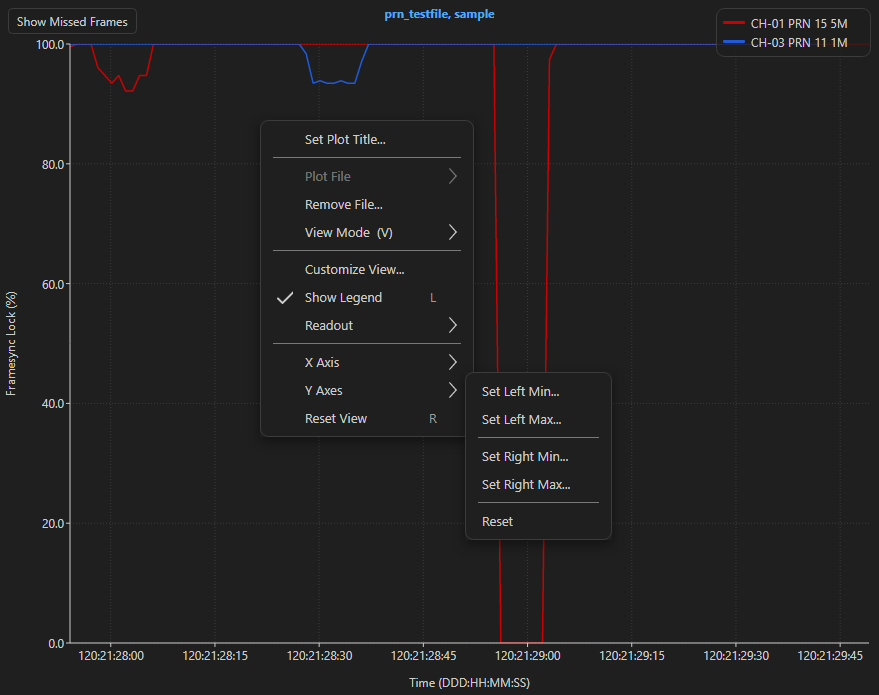 Show Missed Frames
prn_testfile, sample
CH-01 PRN 15 5M
CH-03 PRN 11 1M
Framesync Lock (%)
100.0
80.0
60.0
40.0
20.0
0.0
Set Plot Title...
Plot File
Remove File...
View Mode (V)
Customize View...
Show Legend L
Readout
X Axis
Y Axes
Reset View R
Set Left Min...
Set Left Max...
Set Right Min...
Set Right Max...
Reset
120:21:28:00 120:21:28:15 120:21:28:30 120:21:28:45 120:21:29:00 120:21:29:15 120:21:29:30 120:21:29:45
Time (DDD:HH:MM:SS)